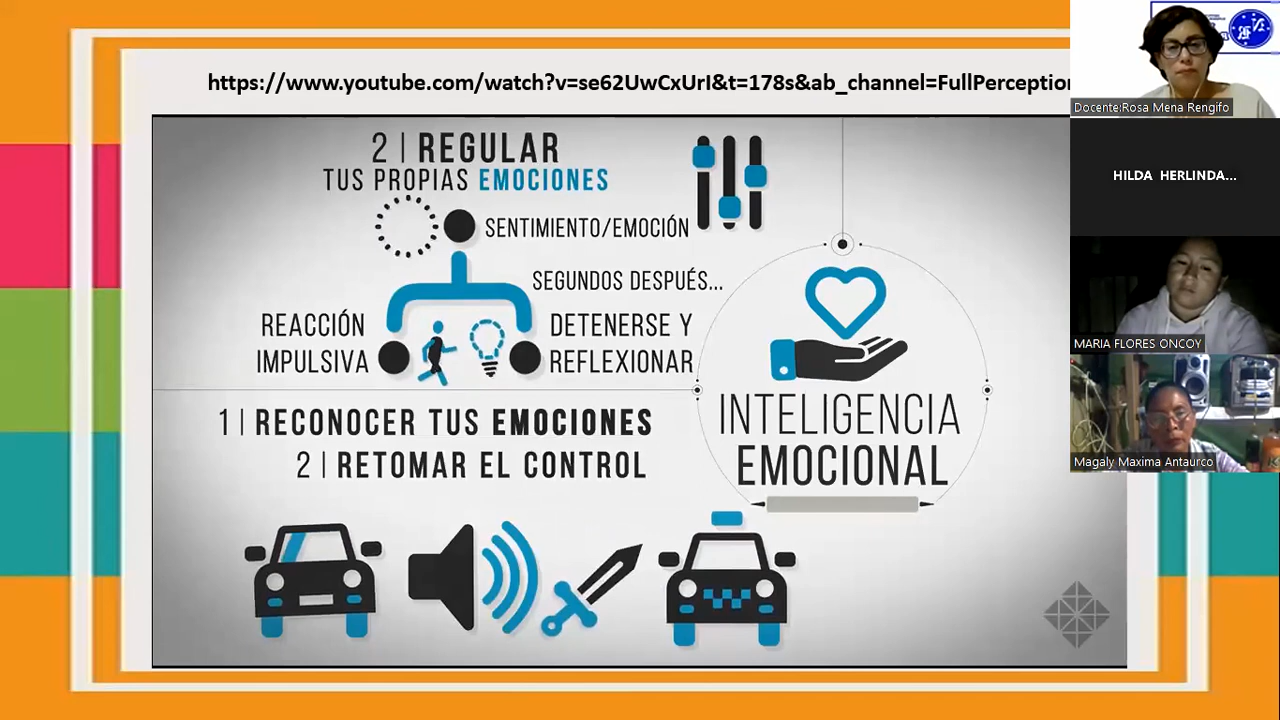 https://www.youtube.com/watch?v=se62UwCxUrI&t=178s&ab_channel=FullPerception
2 | REGULAR
TUS PROPIAS EMOCIONES
SENTIMIENTO/EMOCIÓN
SEGUNDOS DESPUÉS...
REACCIÓN
IMPULSIVA
DETENERSE Y
REFLEXIONAR
1 | RECONOCER TUS EMOCIONES
2 | RETOMAR EL CONTROL
INTELIGENCIA
EMOCIONAL
Docente:Rosa Mena Rengifo
HILDA HERLINDA...
MARIA FLORES ONCOY
Magaly Maxima Antaurco